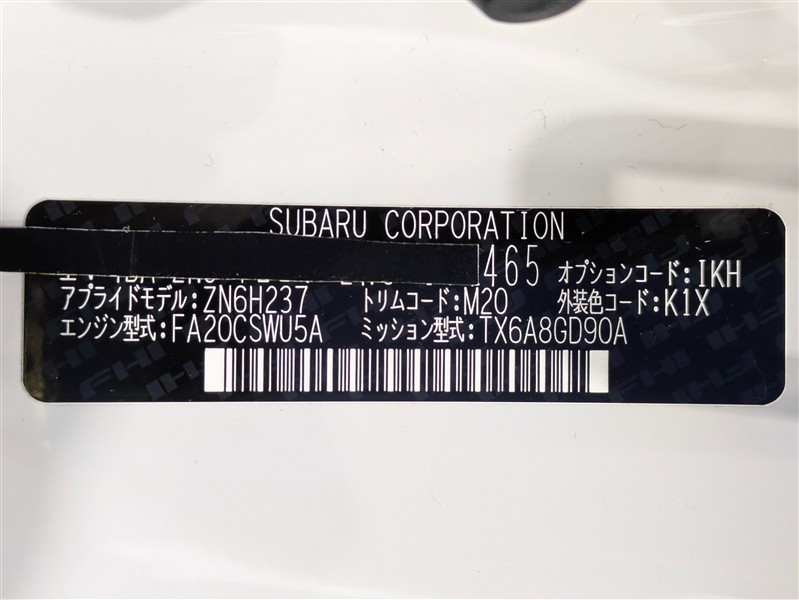 SUBARU CORPORATION
465 オプションコード:IKH
アプライドモデル:ZN6H237 トリムコード:M20 外装色コード:K1X
エンジン型式:FA20CSWU5A ミッション型式:TX6A8GD90A